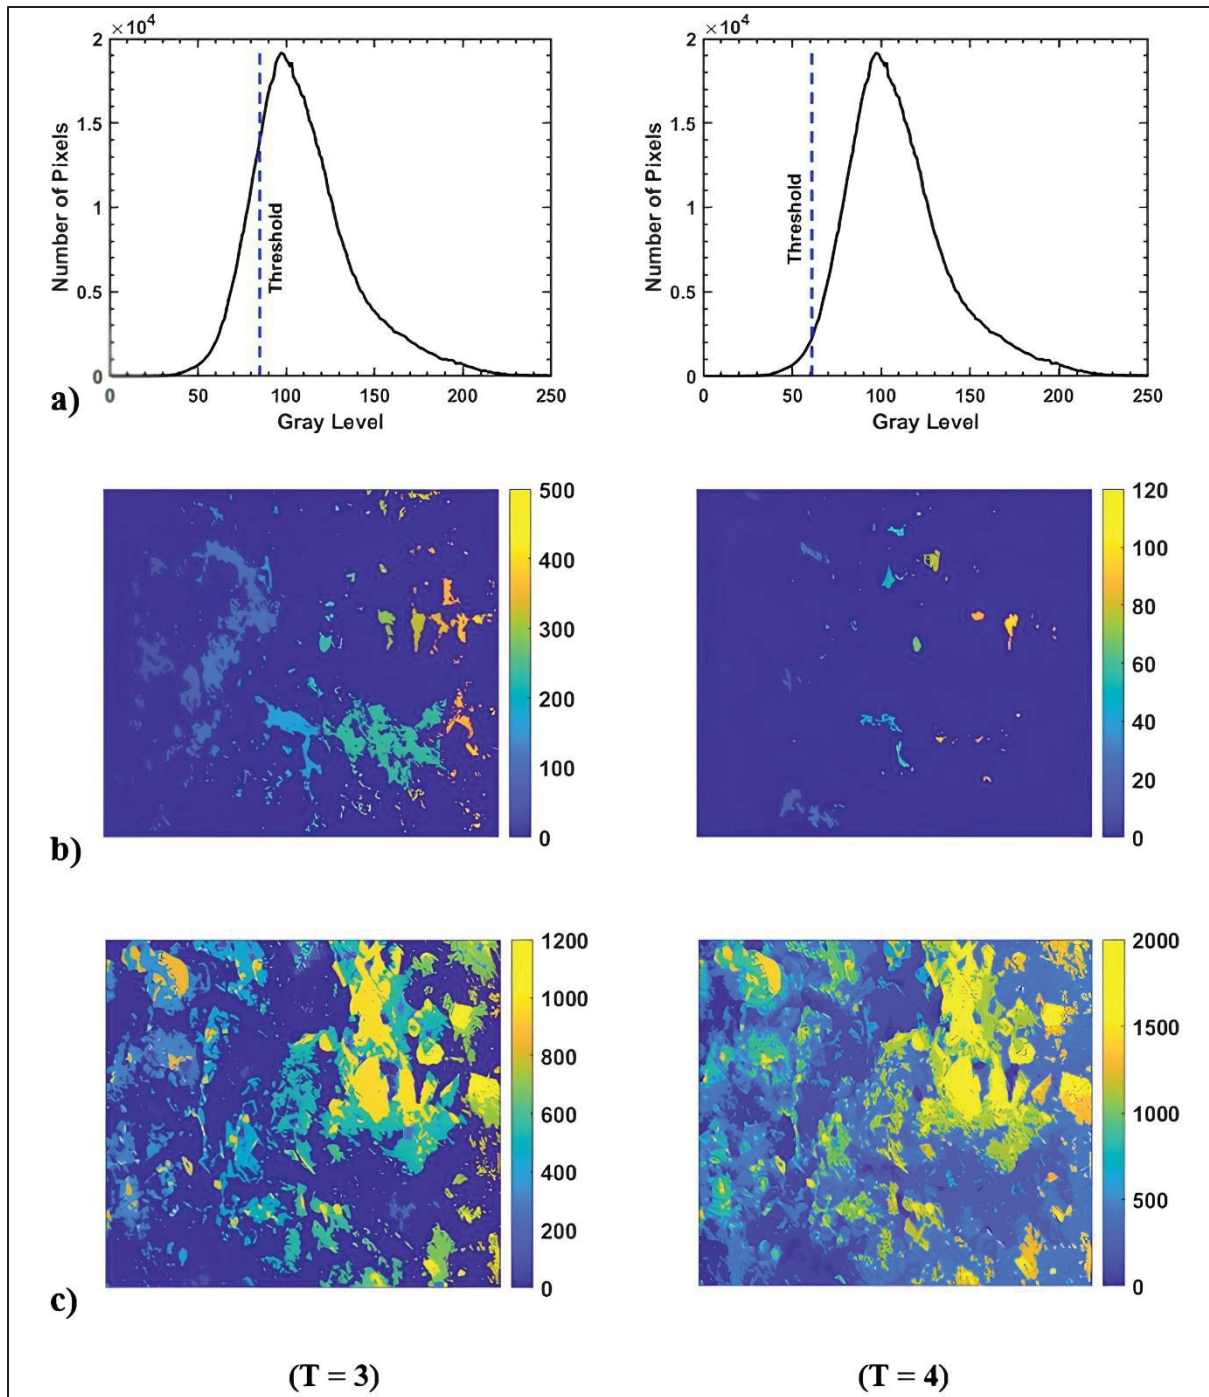 ×10⁴ ×10⁴
2 2
1.5 1.5
1 1
0.5 0.5
0 0
Number of Pixels Number of Pixels
Threshold Threshold
0 50 100 150 200 250 0 50 100 150 200 250
a) Gray Level Gray Level
500 120
400 100
300 80
200 60
100 40
0 20
0
b)
1200 2000
1000 1500
800 1000
600 500
400 0
200
0
c)
(T = 3) (T = 4)